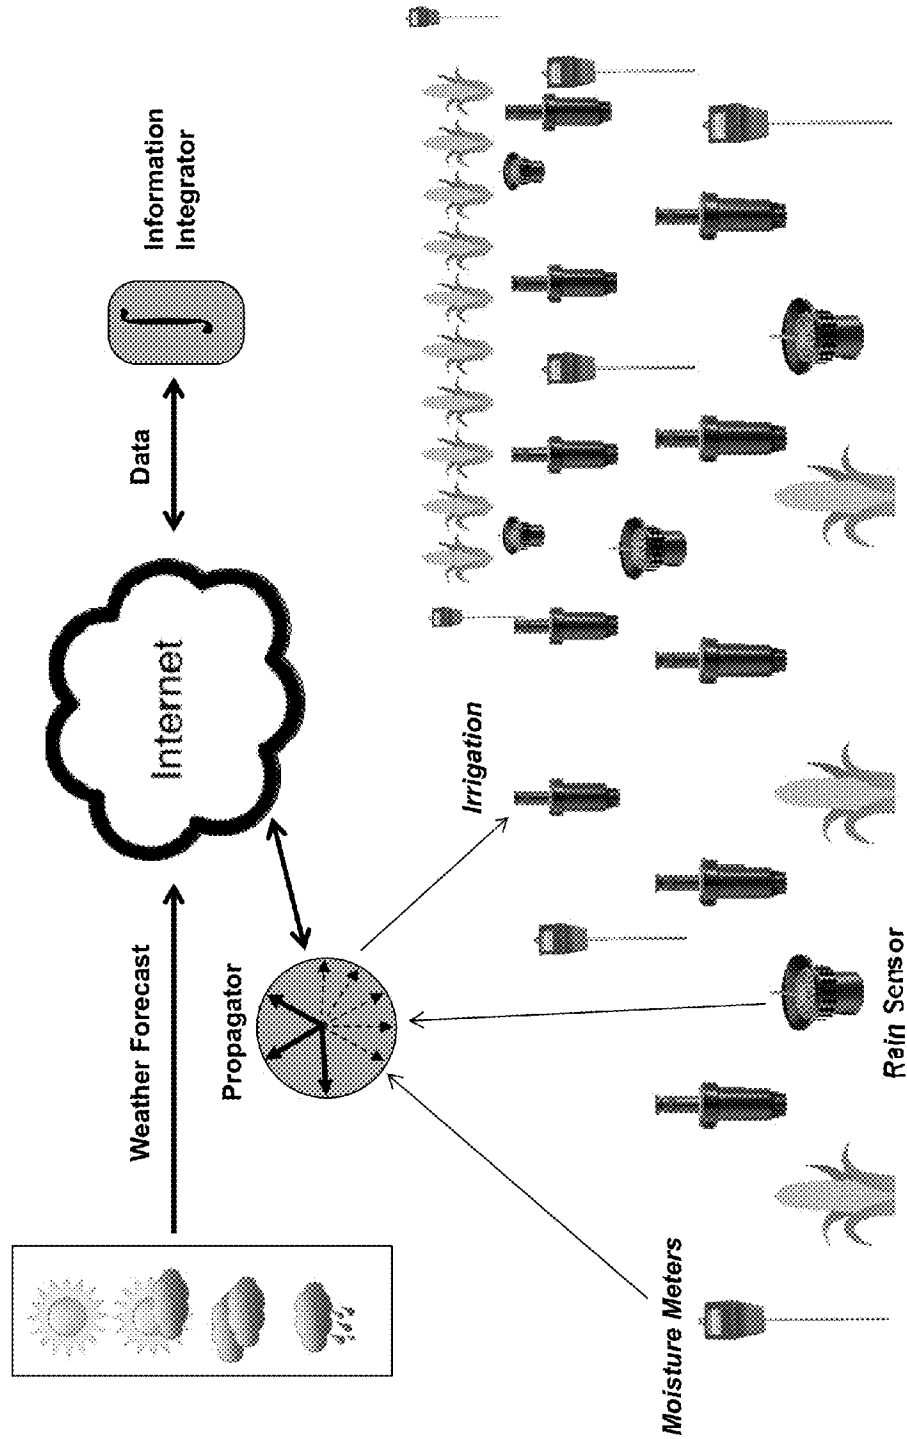 Weather Forecast
Internet
Data
Information
Integrator
Propagator
Irrigation
Moisture Meters
Rain Sensor